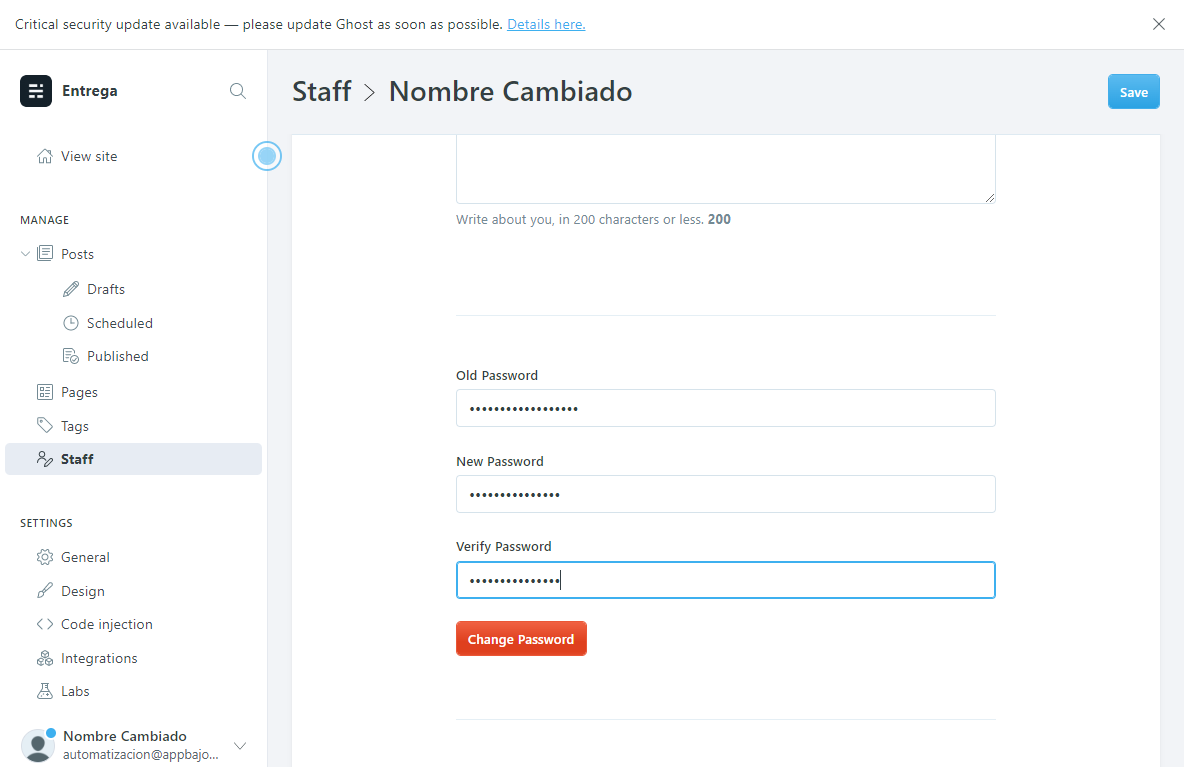 Critical security update available — please update Ghost as soon as possible. Details here.
Entrega
Staff > Nombre Cambiado
Save
View site
Write about you, in 200 characters or less. 200
MANAGE
Posts
Drafts
Scheduled
Published
Pages
Tags
Staff
Old Password
••••••••••••••••••
New Password
•••••••••••••••
Verify Password
•••••••••••••••
Change Password
SETTINGS
General
Design
Code injection
Integrations
Labs
Nombre Cambiado
automatizacion@appbajo...